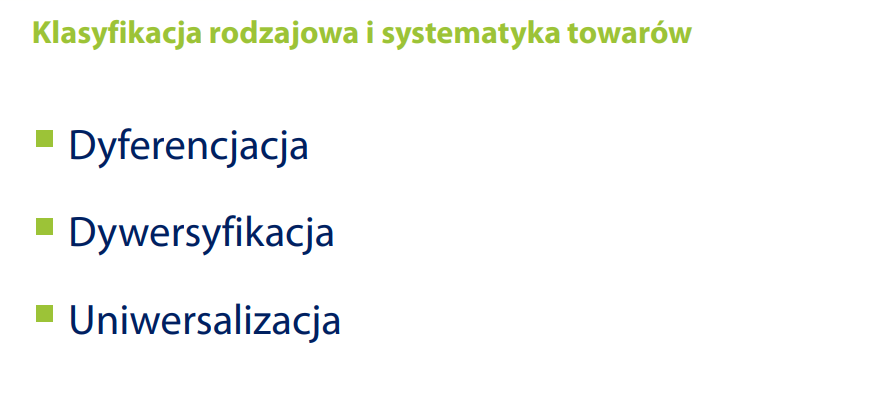 Klasyfikacja rodzajowa i systematyka towarów
Dyferencjacja
Dywersyfikacja
Uniwersalizacja